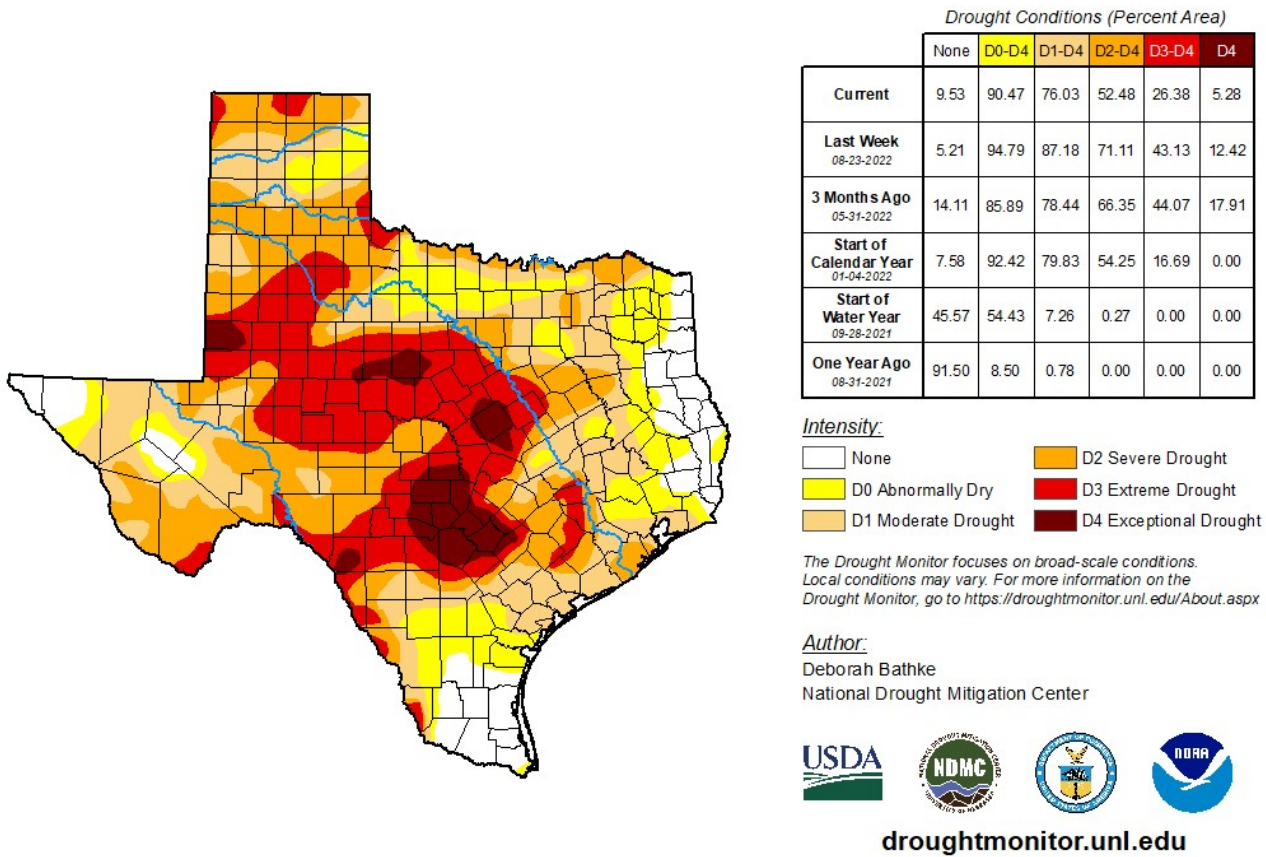 Drought Conditions (Percent Area)
None D0-D4 D1-D4 D2-D4 D3-D4 D4
Current 9.53 90.47 76.03 52.48 26.38 5.28
Last Week
08-23-2022
5.21 94.79 87.18 71.11 43.13 12.42
3 Months Ago
05-31-2022
14.11 85.89 78.44 66.35 44.07 17.91
Start of
Calendar Year
01-04-2022
7.58 92.42 79.83 54.25 16.69 0.00
Start of
Water Year
09-28-2021
45.57 54.43 7.26 0.27 0.00 0.00
One Year Ago
08-31-2021
91.50 8.50 0.78 0.00 0.00 0.00
Intensity:
None
D0 Abnormally Dry
D1 Moderate Drought
D2 Severe Drought
D3 Extreme Drought
D4 Exceptional Drought
The Drought Monitor focuses on broad-scale conditions.
Local conditions may vary. For more information on the
Drought Monitor, go to https://droughtmonitor.unl.edu/About.aspx
Author:
Deborah Bathke
National Drought Mitigation Center
USDA
NDMC
NOAA
droughtmonitor.unl.edu